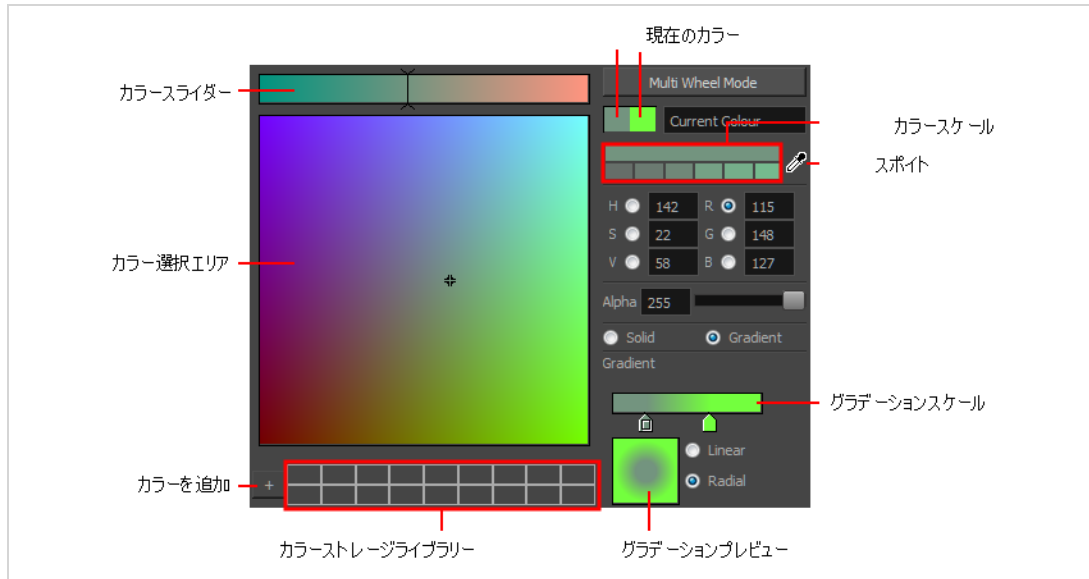 現在のカラー
カラースライダー
Multi Wheel Mode
Current Colour
カラースケール
スポイト
H 142 R 115
S 22 G 148
V 58 B 127
カラー選択エリア
Alpha 255
Solid Gradient
Gradient
グラデーションスケール
Linear
Radial
カラーを追加 +
カラーストレージライブラリー
グラデーションプレビュー